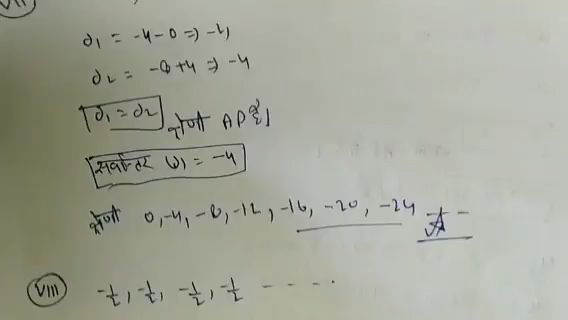 VII
d₁ = -4-0 ⇒ -4
d₂ = -8+4 ⇒ -4
d₁ = d₂ श्रेणी AP है।
सर्वान्तर (d) = -4
श्रेणी 0, -4, -8, -12, -16, -20, -24 - -
VIII -1/2, -1/2, -1/2, -1/2 - - - -